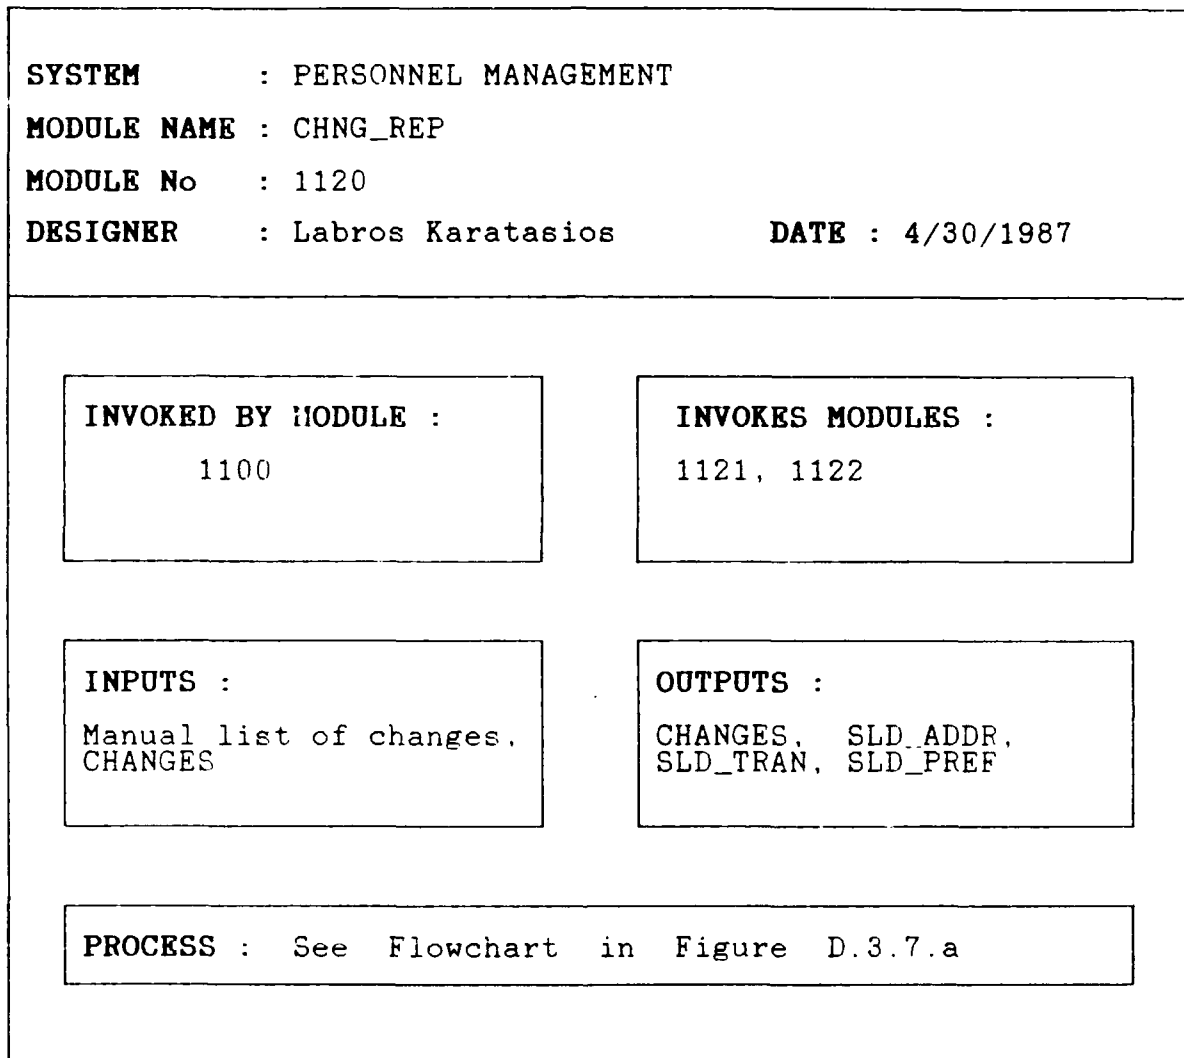 SYSTEM : PERSONNEL MANAGEMENT
MODULE NAME : CHNG_REP
MODULE No : 1120
DESIGNER : Labros Karatasios DATE : 4/30/1987
INVOKED BY MODULE :
1100
INVOKES MODULES :
1121, 1122
INPUTS :
Manual list of changes,
CHANGES
OUTPUTS :
CHANGES, SLD_ADDR,
SLD_TRAN, SLD_PREF
PROCESS : See Flowchart in Figure D.3.7.a